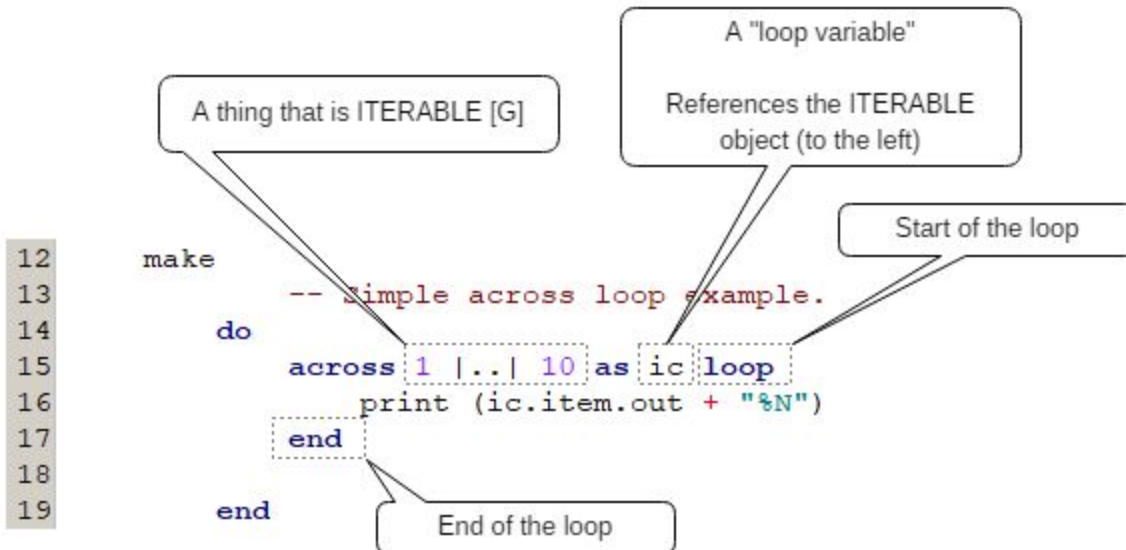 A "loop variable"
References the ITERABLE
object (to the left)
A thing that is ITERABLE [G]
Start of the loop
12 make
13 -- Simple across loop example.
14 do
15 across 1 |..| 10 as ic loop
16 print (ic.item.out + "%N")
17 end
18
19 end
End of the loop